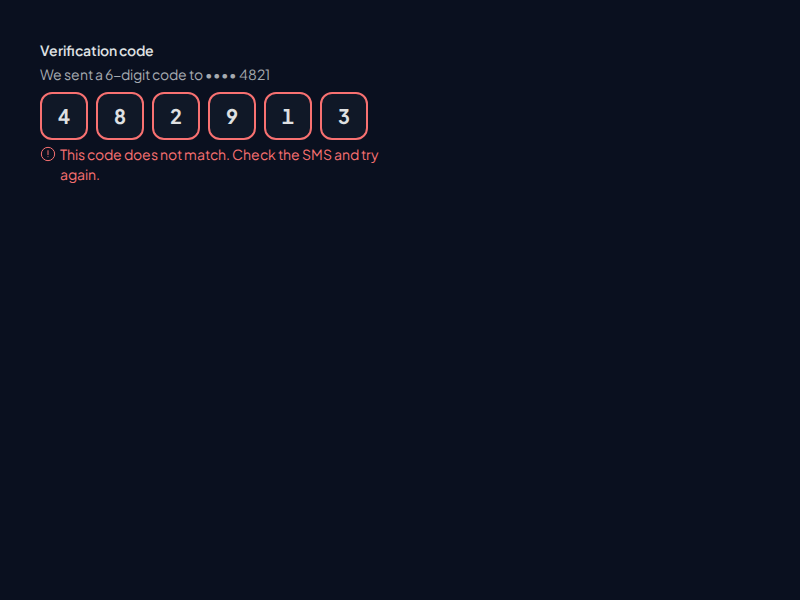 Verification code
We sent a 6-digit code to •••• 4821
4 8 2 9 1 3
This code does not match. Check the SMS and try
again.